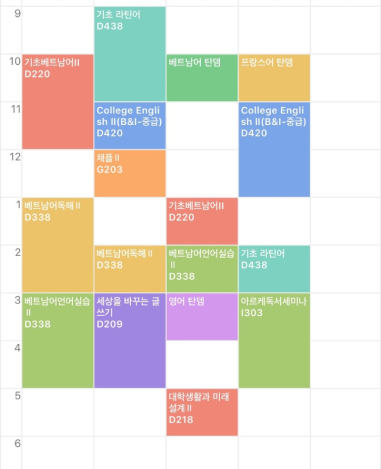 9
기초 라틴어
D438
10
기초베트남어II
D220
베트남어 탄뎀
프랑스어 탄뎀
11
College Engli
sh II(B&I-중급)
D420
College Engli
sh II(B&I-중급)
D420
12
채플 II
G203
1
베트남어독해 II
D338
기초베트남어II
D220
2
베트남어독해 II
D338
베트남어언어실습
II
D338
기초 라틴어
D438
3
베트남어언어실습
II
D338
세상을 바꾸는 글
쓰기
D209
영어 탄뎀
아르케독서세미나
I303
4
5
대학생활과 미래
설계 II
D218
6